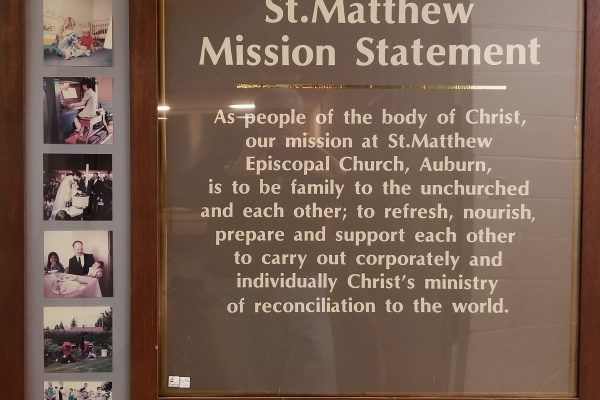 St.Matthew
Mission Statement
As people of the body of Christ,
our mission at St.Matthew
Episcopal Church, Auburn,
is to be family to the unchurched
and each other; to refresh, nourish,
prepare and support each other
to carry out corporately and
individually Christ's ministry
of reconciliation to the world.